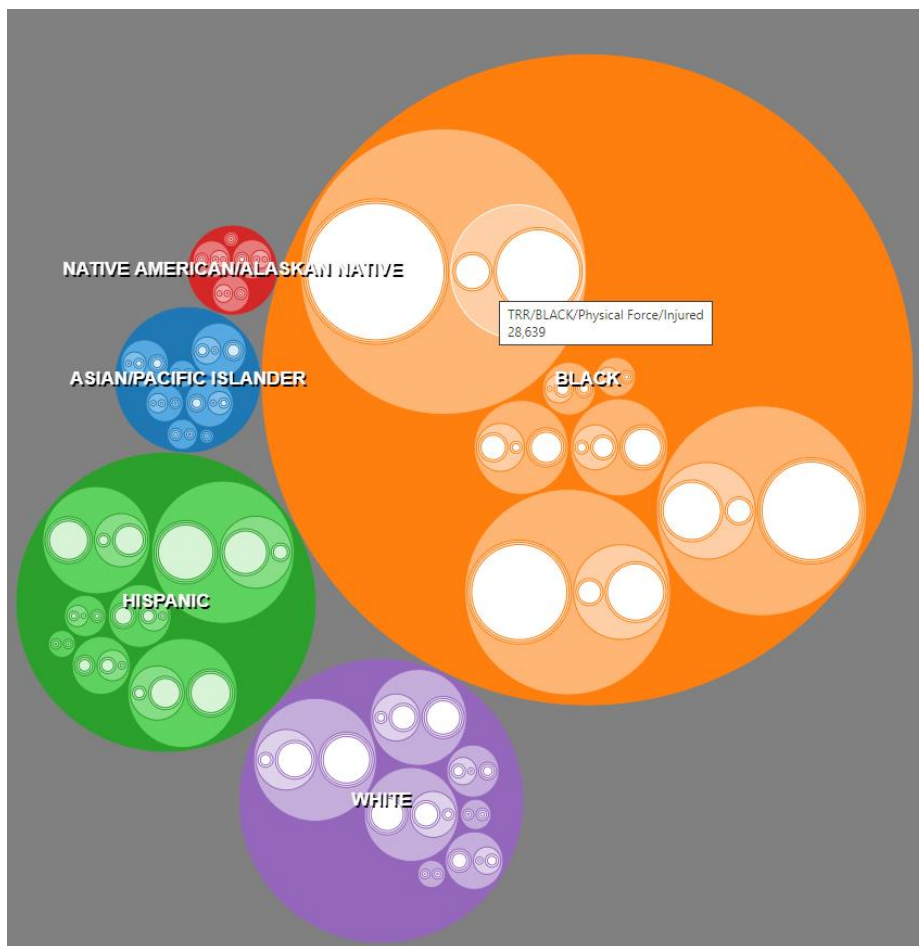 NATIVE AMERICAN/ALASKAN NATIVE
TRR/BLACK/Physical Force/Injured
28,639
ASIAN/PACIFIC ISLANDER
BLACK
HISPANIC
WHITE